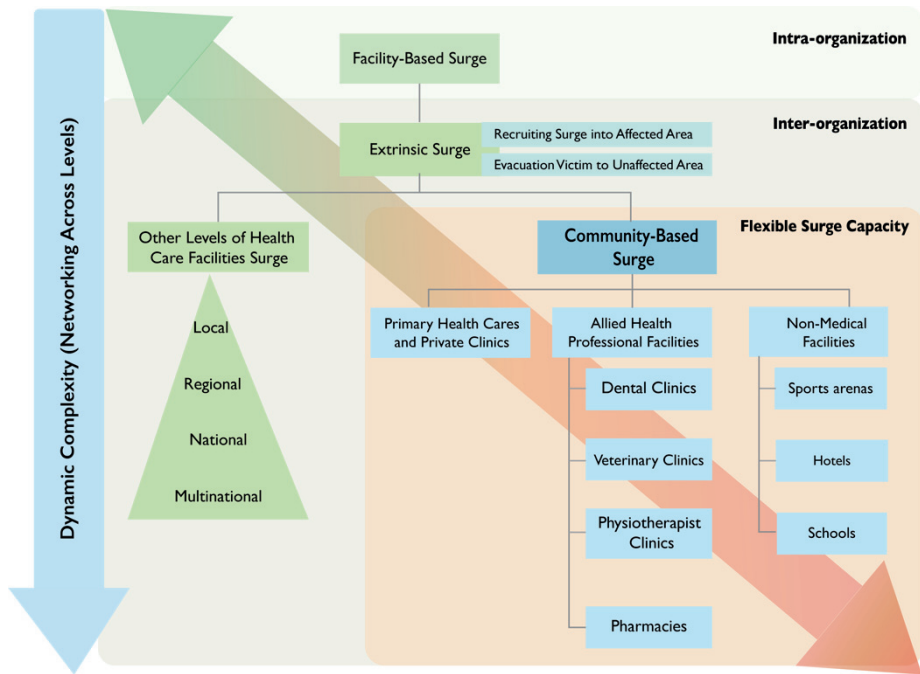 Intra-organization
Facility-Based Surge
Inter-organization
Extrinsic Surge
Recruiting Surge into Affected Area
Evacuation Victim to Unaffected Area
Dynamic Complexity (Networking Across Levels)
Other Levels of Health
Care Facilities Surge
Local
Regional
National
Multinational
Flexible Surge Capacity
Community-Based
Surge
Primary Health Cares
and Private Clinics
Allied Health
Professional Facilities
Dental Clinics
Veterinary Clinics
Physiotherapist
Clinics
Pharmacies
Non-Medical
Facilities
Sports arenas
Hotels
Schools